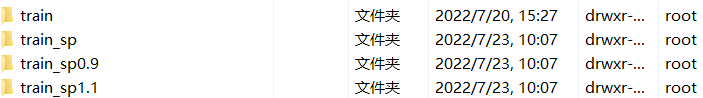 train 文件夹 2022/7/20, 15:27 drwxr-... root
train_sp 文件夹 2022/7/23, 10:07 drwxr-... root
train_sp0.9 文件夹 2022/7/23, 10:07 drwxr-... root
train_sp1.1 文件夹 2022/7/23, 10:07 drwxr-... root